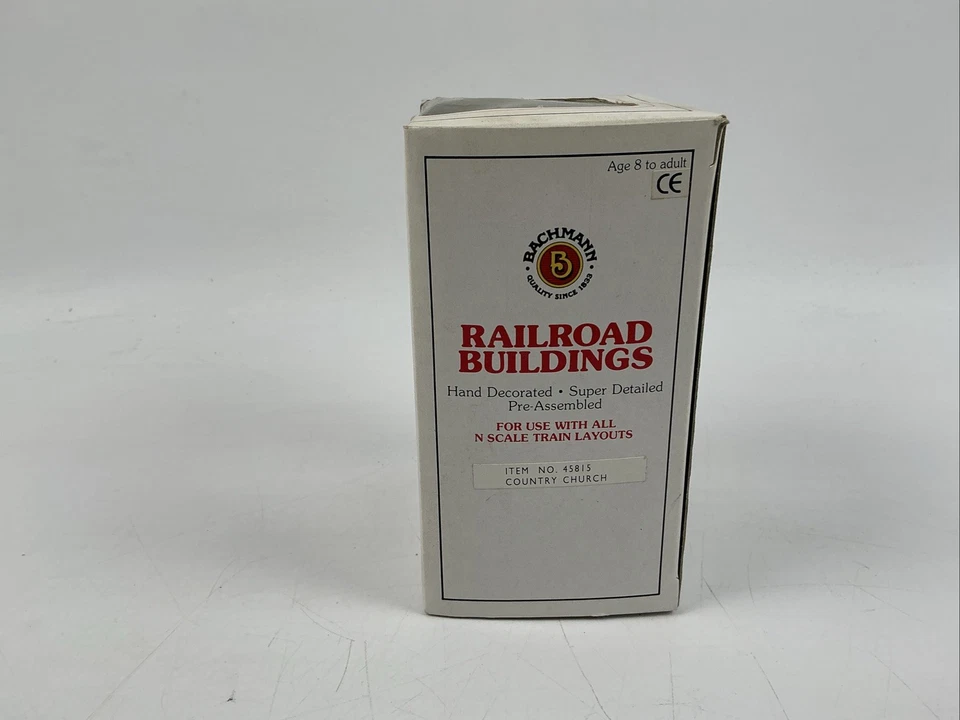 Age 8 to adult
CE
BACHMANN
B
• QUALITY SINCE 1833 •
RAILROAD
BUILDINGS
Hand Decorated • Super Detailed
Pre-Assembled
FOR USE WITH ALL
N SCALE TRAIN LAYOUTS
ITEM NO. 45815
COUNTRY CHURCH